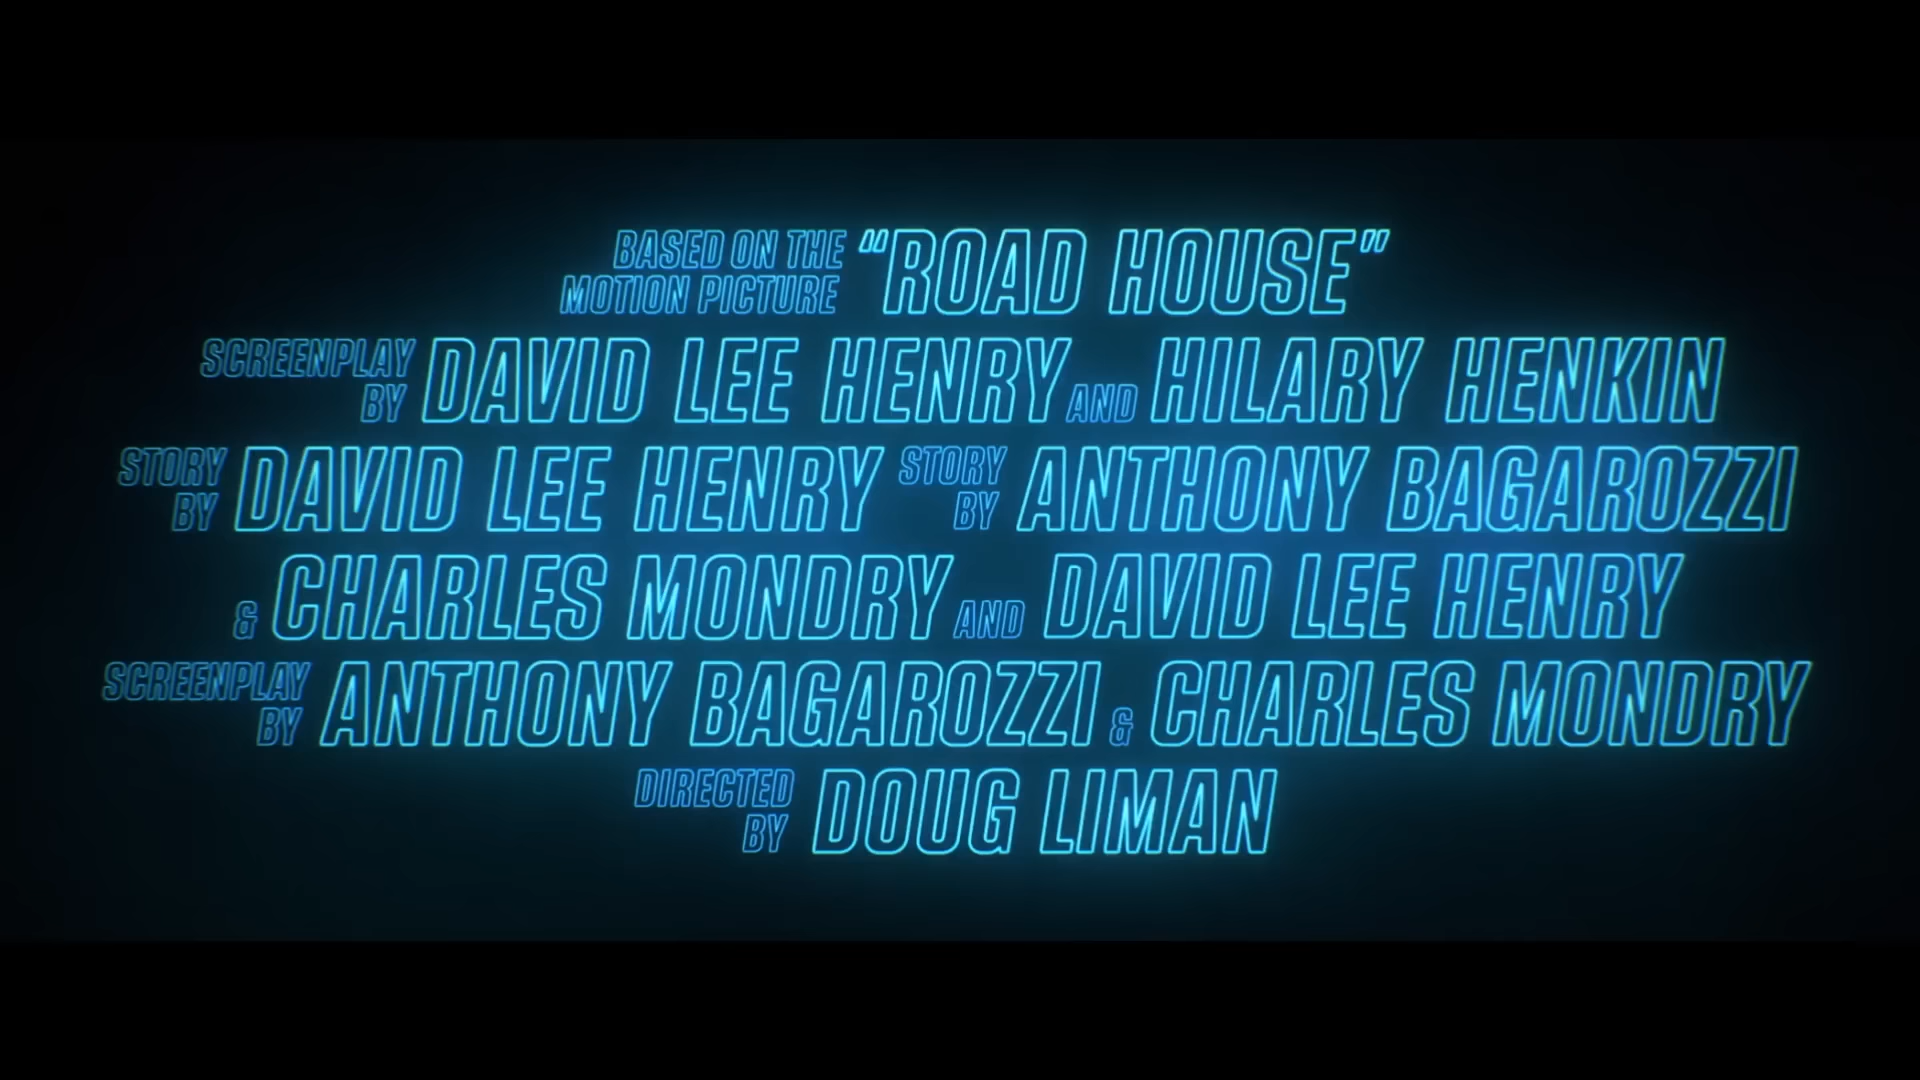 BASED ON THE MOTION PICTURE "ROAD HOUSE"
SCREENPLAY BY DAVID LEE HENRY AND HILARY HENKIN
STORY BY DAVID LEE HENRY STORY BY ANTHONY BAGAROZZI
& CHARLES MONDRY AND DAVID LEE HENRY
SCREENPLAY BY ANTHONY BAGAROZZI & CHARLES MONDRY
DIRECTED BY DOUG LIMAN